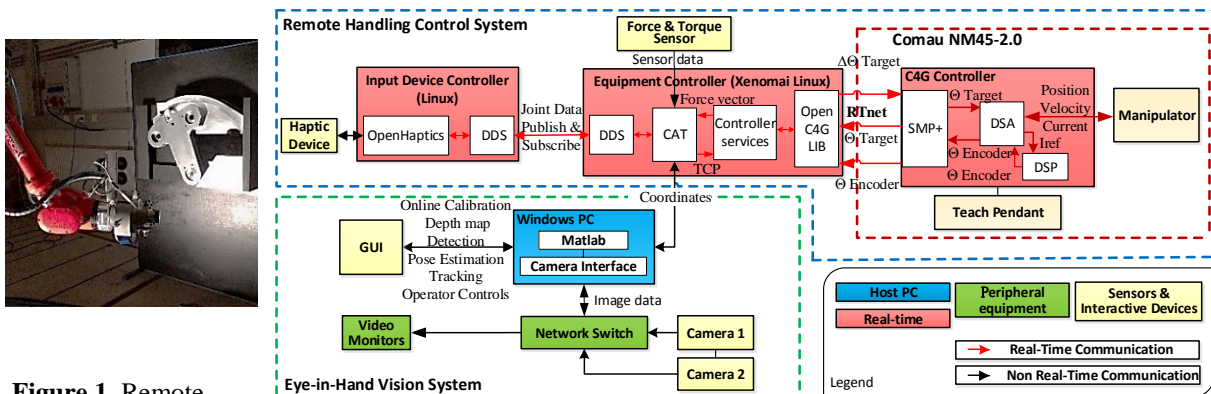 Remote Handling Control System
Force & Torque
Sensor
Sensor data
Comau NM45-2.0
ΔΘ Target
Input Device Controller
(Linux)
Equipment Controller (Xenomai Linux)
C4G Controller
Haptic
Device
OpenHaptics
DDS
Joint Data
Publish &
Subscribe
DDS
CAT
Force vector
Controller
services
TCP
Open
C4G
LIB
RTnet
Θ Target
Θ Encoder
SMP+
Θ Target
DSA
Θ Encoder
Θ Encoder
DSP
Iref
Position
Velocity
Current
Manipulator
Teach Pendant
Coordinates
GUI
Online Calibration
Depth map
Detection
Pose Estimation
Tracking
Operator Controls
Windows PC
Matlab
Camera Interface
Image data
Video
Monitors
Network Switch
Camera 1
Camera 2
Eye-in-Hand Vision System
Host PC
Real-time
Peripheral
equipment
Sensors &
Interactive Devices
Real-Time Communication
Non Real-Time Communication
Legend
Figure 1. Remote